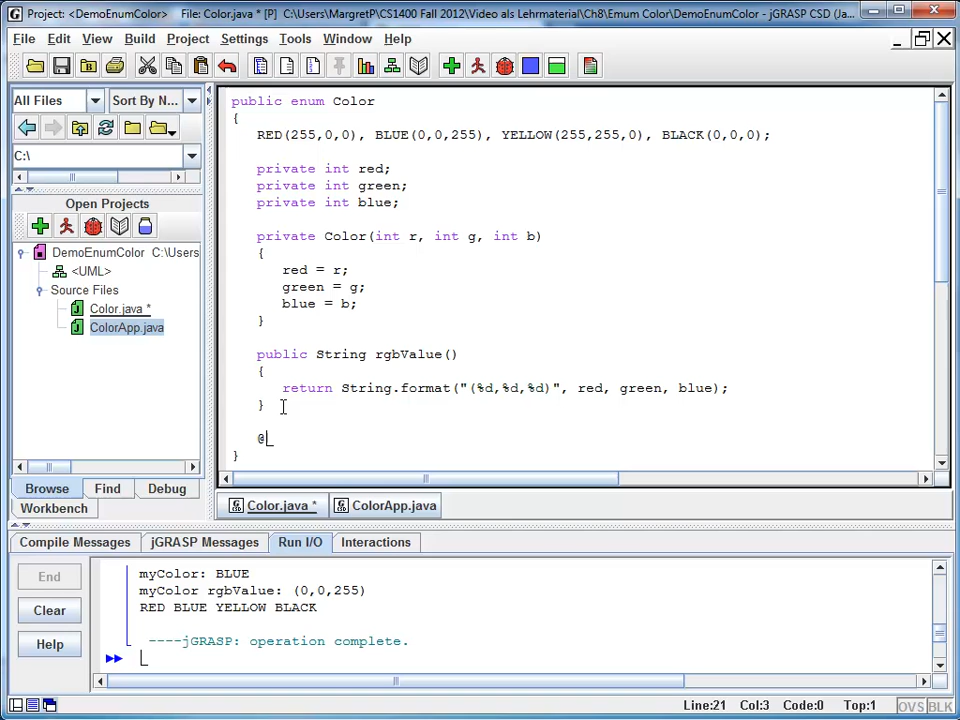 Project: <DemoEnumColor> File: Color.java * [P] C:\Users\MargretP\CS1400 Fall 2012\Video als Lehrmaterial\Ch8\Emum Color\DemoEnumColor - jGRASP CSD (Ja...
File Edit View Build Project Settings Tools Window Help
All Files Sort By N...
C:\
Open Projects
DemoEnumColor C:\Users
<UML>
Source Files
Color.java *
ColorApp.java
Browse Find Debug
Workbench
public enum Color
{
RED(255,0,0), BLUE(0,0,255), YELLOW(255,255,0), BLACK(0,0,0);
private int red;
private int green;
private int blue;
private Color(int r, int g, int b)
{
red = r;
green = g;
blue = b;
}
public String rgbValue()
{
return String.format("(%d,%d,%d)", red, green, blue);
}
@
}
Color.java * ColorApp.java
Compile Messages jGRASP Messages Run I/O Interactions
End
Clear
Help
myColor: BLUE
myColor rgbValue: (0,0,255)
RED BLUE YELLOW BLACK
----jGRASP: operation complete.
Line:21 Col:3 Code:0 Top:1 OVS BLK